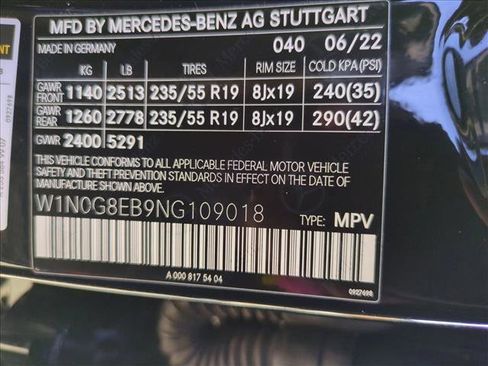 MFD BY MERCEDES-BENZ AG STUTTGART
MADE IN GERMANY 040 06/22
KG LB TIRES RIM SIZE COLD KPA(PSI)
GAWR FRONT 1140 2513 235/55 R19 8Jx19 240(35)
GAWR REAR 1260 2778 235/55 R19 8Jx19 290(42)
GVWR 2400 5291
THIS VEHICLE CONFORMS TO ALL APPLICABLE FEDERAL MOTOR VEHICLE
SAFETY AND THEFT PREVENTION STANDARDS IN EFFECT ON THE DATE
OF MANUFACTURE SHOWN ABOVE.
W1N0G8EB9NG109018 TYPE: MPV
A 000 817 54 04
0927498